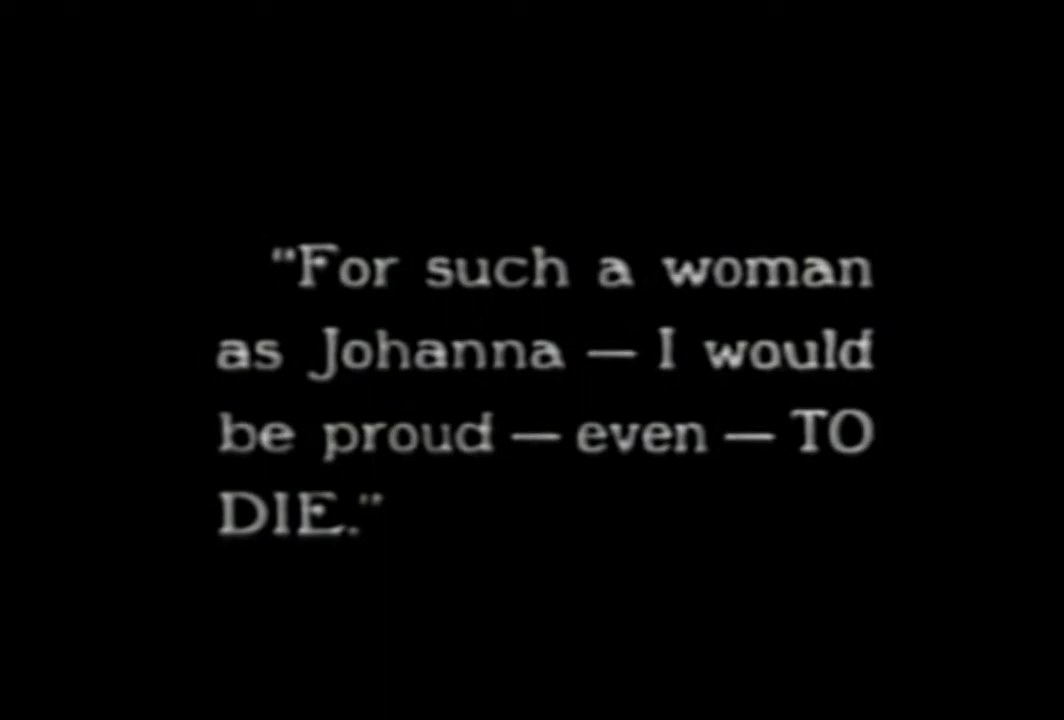 "For such a woman
as Johanna — I would
be proud — even — TO
DIE."